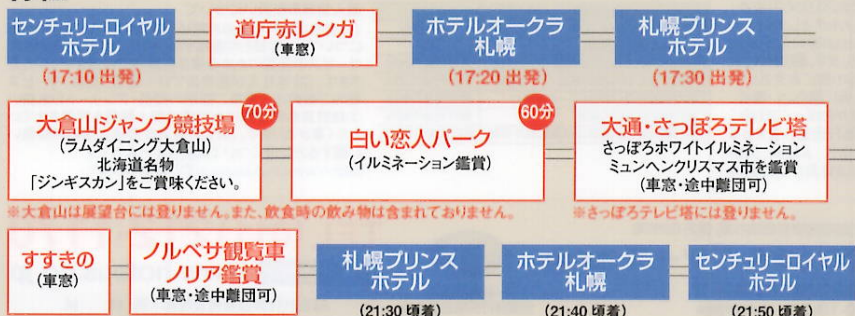 センチュリーロイヤル
ホテル
(17:10 出発)
道庁赤レンガ
(車窓)
ホテルオークラ
札幌
(17:20 出発)
札幌プリンス
ホテル
(17:30 出発)
大倉山ジャンプ競技場
70分
(ラムダイニング大倉山)
北海道名物
「ジンギスカン」をご賞味ください。
白い恋人パーク
60分
(イルミネーション鑑賞)
大通・さっぽろテレビ塔
さっぽろホワイトイルミネーション
ミュンヘンクリスマス市を鑑賞
(車窓・途中離団可)
※大倉山は展望台には登りません。また、飲食時の飲み物は含まれておりません。
※さっぽろテレビ塔には登りません。
すすきの
(車窓)
ノルベサ観覧車
ノリア鑑賞
(車窓・途中離団可)
札幌プリンス
ホテル
(21:30 頃着)
ホテルオークラ
札幌
(21:40 頃着)
センチュリーロイヤル
ホテル
(21:50 頃着)